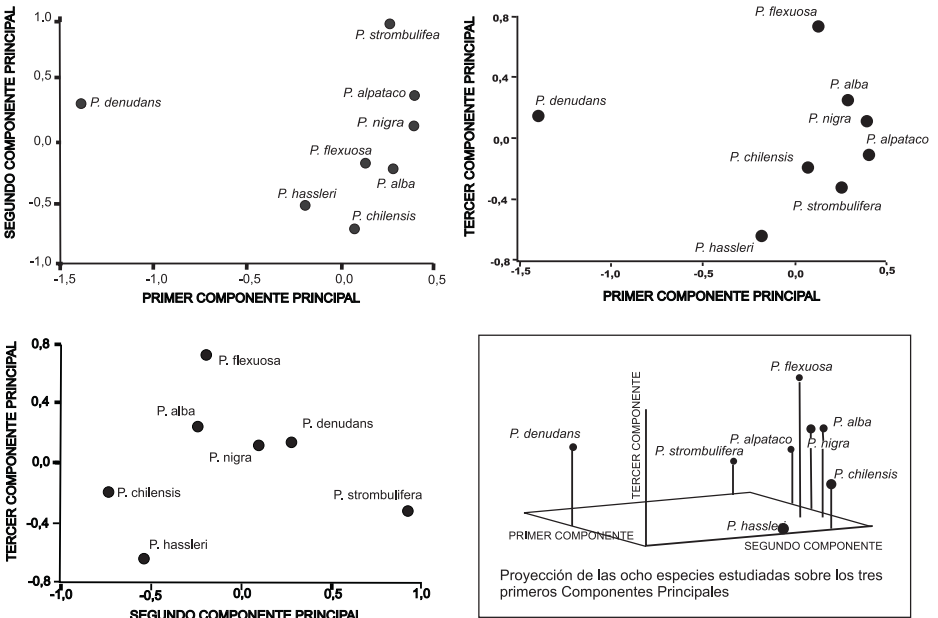 SEGUNDO COMPONENTE PRINCIPAL
1,0
0,5
0,0
-0,5
-1,0
P. strombulifea
P. denudans
P. alpataco
P. nigra
P. flexuosa
P. alba
P. hassleri
P. chilensis
-1,5
-1,0
-0,5
0,0
0,5
PRIMER COMPONENTE PRINCIPAL
TERCER COMPONENTE PRINCIPAL
0,8
0,4
0,0
-0,4
-0,8
P. flexuosa
P. alba
P. denudans
P. nigra
P. alpataco
P. chilensis
P. strombulifera
P. hassleri
-1,5
-1,0
-0,5
0,0
0,5
PRIMER COMPONENTE PRINCIPAL
TERCER COMPONENTE PRINCIPAL
0,8
0,4
0,0
-0,4
-0,8
P. flexuosa
P. alba
P. denudans
P. nigra
P. chilensis
P. strombulifera
P. hassleri
-1,0
-0,5
0,0
0,5
1,0
SEGUNDO COMPONENTE PRINCIPAL
P. flexuosa
TERCER COMPONENTE
P. denudans
P. alba
P. alpataco
P. nigra
P. strombulifera
P. chilensis
P. hassleri
PRIMER COMPONENTE
SEGUNDO COMPONENTE
Proyección de las ocho especies estudiadas sobre los tres
primeros Componentes Principales